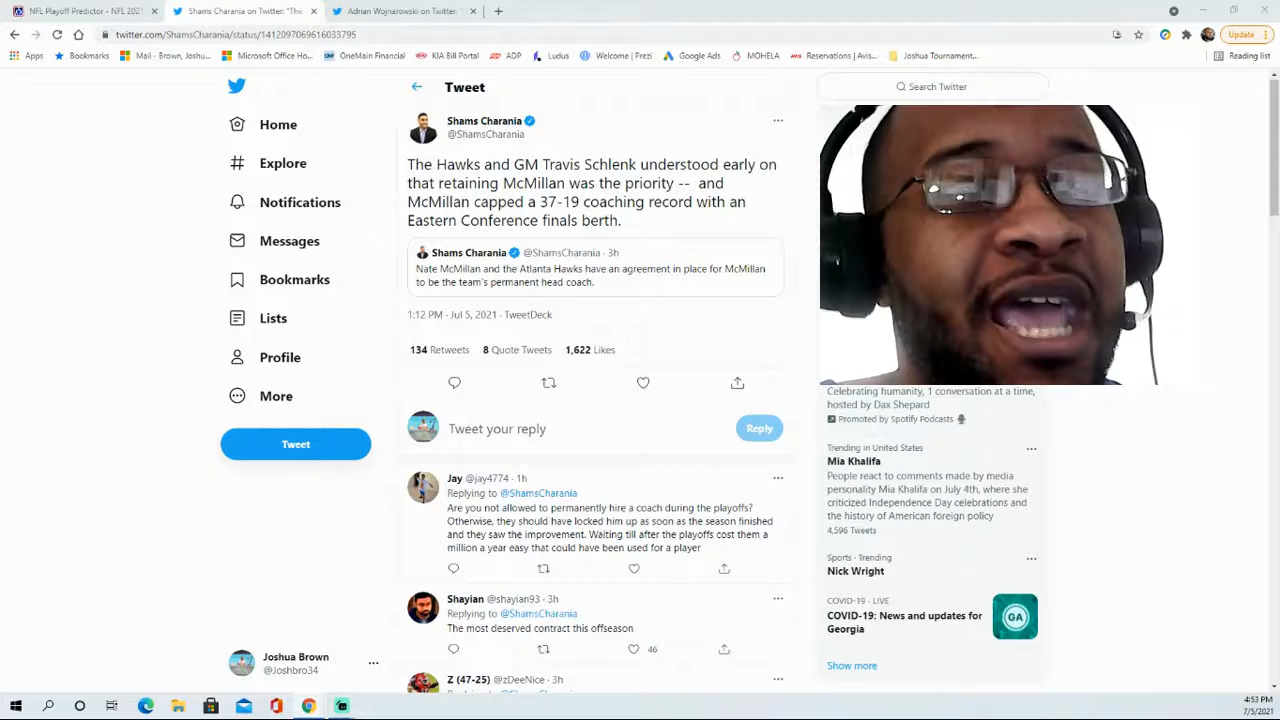 NFL Playoff Predictor - NFL 2021
Shams Charania on Twitter: "The
Adrian Wojnarowski on Twitter:
twitter.com/ShamsCharania/status/1412097069616033795
Update
Apps
Bookmarks
Mail - Brown, Joshu...
Microsoft Office Ho...
OneMain Financial
KIA Bill Portal
ADP
Ludus
Welcome | Prezi
Google Ads
MOHELA
Reservations | Avis...
Joshua Tournament...
Reading list
Home
Explore
Notifications
Messages
Bookmarks
Lists
Profile
More
Tweet
Joshua Brown
@Joshbro34
Tweet
Shams Charania
@ShamsCharania
The Hawks and GM Travis Schlenk understood early on
that retaining McMillan was the priority -- and
McMillan capped a 37-19 coaching record with an
Eastern Conference finals berth.
Shams Charania @ShamsCharania · 3h
Nate McMillan and the Atlanta Hawks have an agreement in place for McMillan
to be the team's permanent head coach.
1:12 PM · Jul 5, 2021 · TweetDeck
134 Retweets 8 Quote Tweets 1,622 Likes
Tweet your reply
Reply
Jay @jay4774 · 1h
Replying to @ShamsCharania
Are you not allowed to permanently hire a coach during the playoffs?
Otherwise, they should have locked him up as soon as the season finished
and they saw the improvement. Waiting till after the playoffs cost them a
million a year easy that could have been used for a player
Shayian @shayian93 · 3h
Replying to @ShamsCharania
The most deserved contract this offseason
46
Z (47-25) @zDeeNice · 3h
Search Twitter
Celebrating humanity, 1 conversation at a time,
hosted by Dax Shepard
Promoted by Spotify Podcasts
Trending in United States
Mia Khalifa
People react to comments made by media
personality Mia Khalifa on July 4th, where she
criticized Independence Day celebrations and
the history of American foreign policy
4,596 Tweets
Sports · Trending
Nick Wright
COVID-19 · LIVE
COVID-19: News and updates for
Georgia
GA
Show more
4:53 PM
7/5/2021